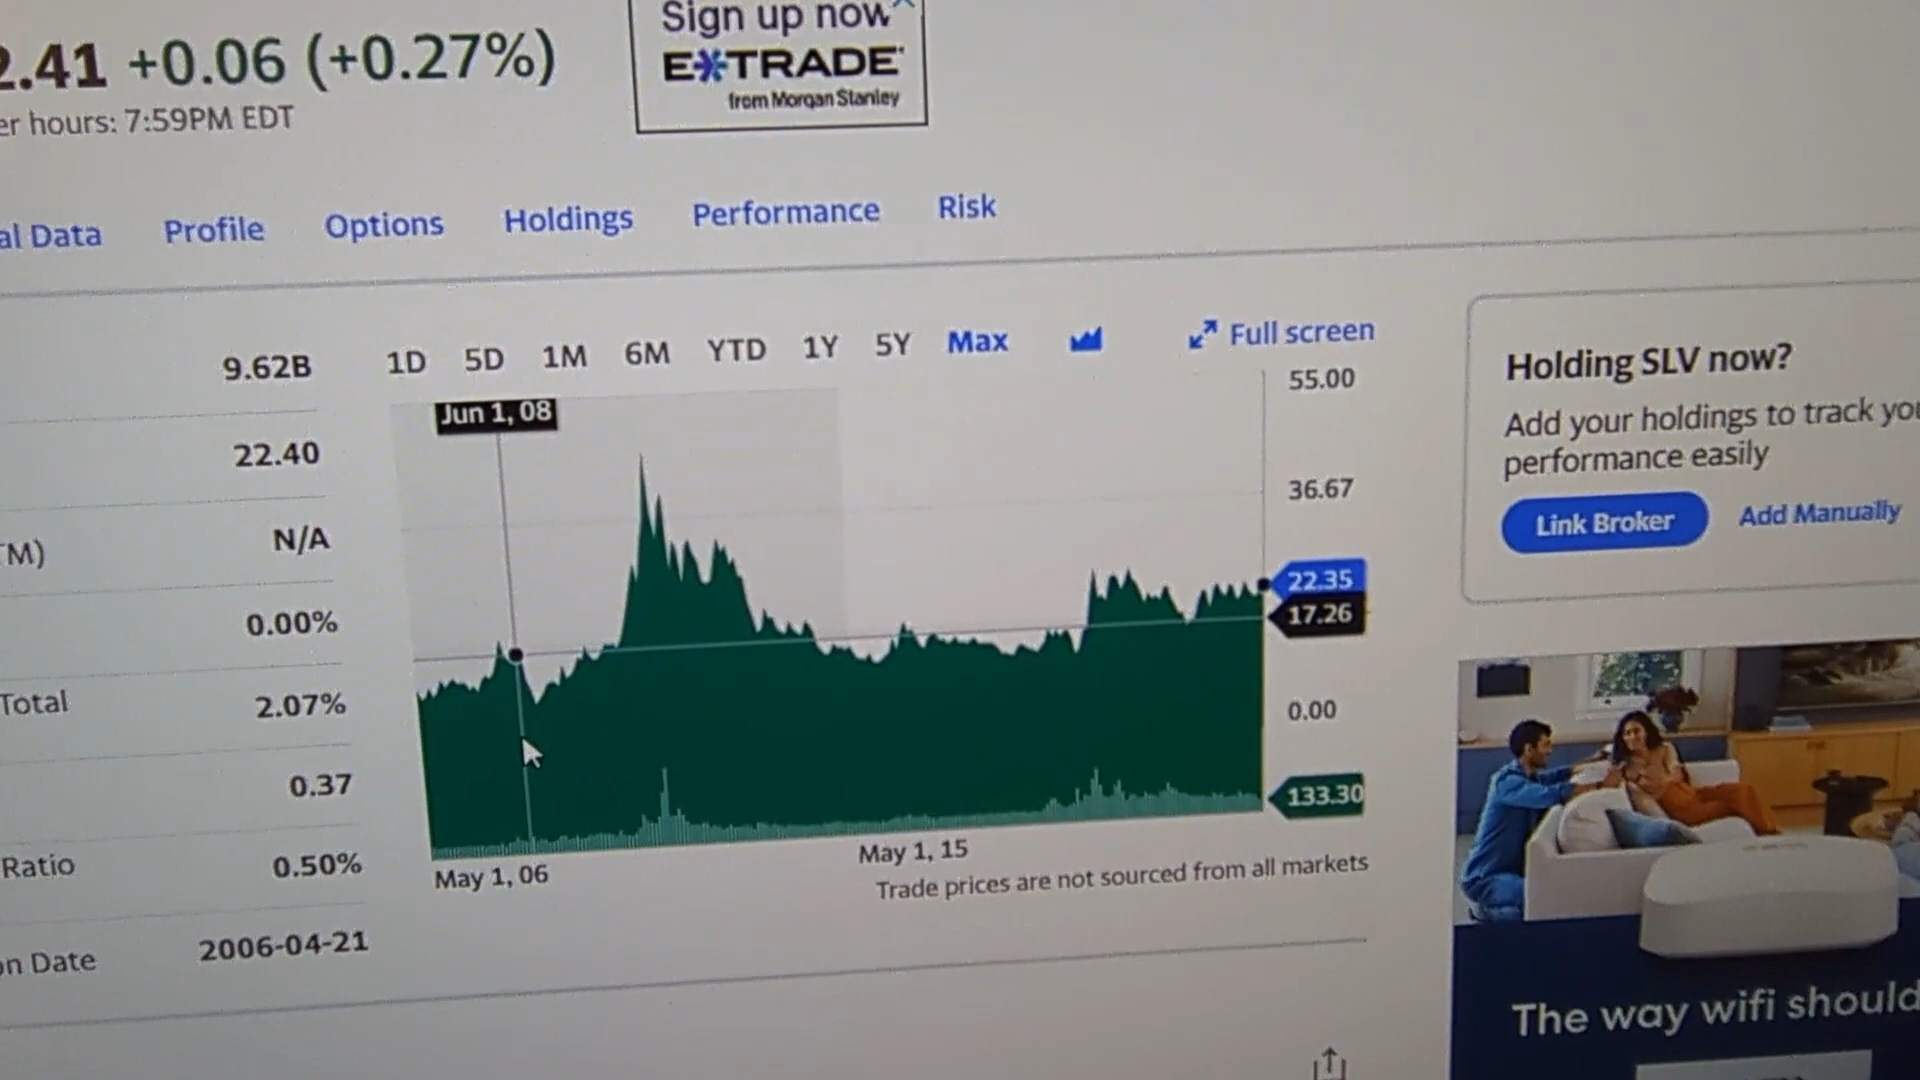 2.41 +0.06 (+0.27%)
er hours: 7:59PM EDT
Sign up now
E*TRADE
from Morgan Stanley
al Data Profile Options Holdings Performance Risk
9.62B
22.40
TM) N/A
0.00%
Total 2.07%
0.37
Ratio 0.50%
on Date 2006-04-21
1D 5D 1M 6M YTD 1Y 5Y Max Full screen
Jun 1, 08
55.00
36.67
22.35
17.26
0.00
133.30
May 1, 06 May 1, 15
Trade prices are not sourced from all markets
Holding SLV now?
Add your holdings to track you
performance easily
Link Broker Add Manually
The way wifi should